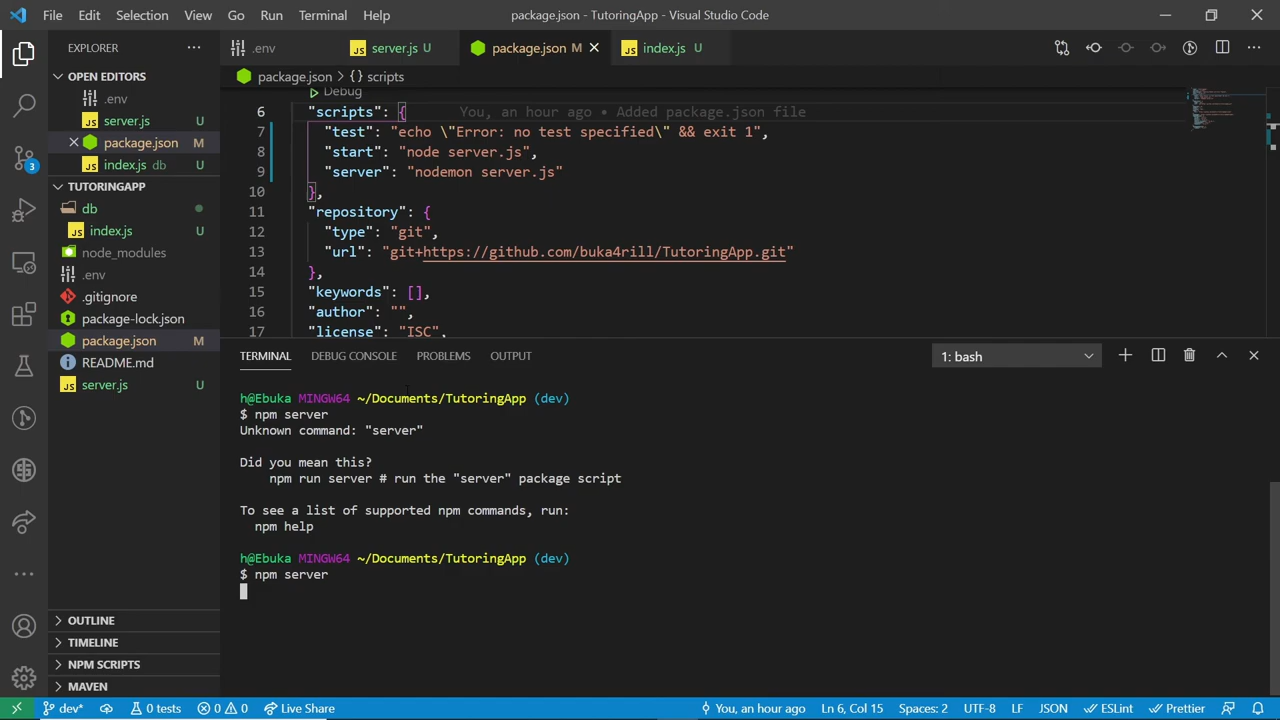 File Edit Selection View Go Run Terminal Help
package.json - TutoringApp - Visual Studio Code
EXPLORER
OPEN EDITORS
.env
JS server.js U
package.json M
JS index.js db U
TUTORINGAPP
db
JS index.js U
node_modules
.env
.gitignore
package-lock.json
package.json M
README.md
JS server.js U
OUTLINE
TIMELINE
NPM SCRIPTS
MAVEN
3
.env
JS server.js U
package.json M
JS index.js U
package.json > {} scripts
Debug
6 "scripts": { You, an hour ago • Added package.json file
7 "test": "echo \"Error: no test specified\" && exit 1",
8 "start": "node server.js",
9 "server": "nodemon server.js"
10 },
11 "repository": {
12 "type": "git",
13 "url": "git+https://github.com/buka4rill/TutoringApp.git"
14 },
15 "keywords": [],
16 "author": "",
17 "license": "ISC",
TERMINAL DEBUG CONSOLE PROBLEMS OUTPUT
1: bash
h@Ebuka MINGW64 ~/Documents/TutoringApp (dev)
$ npm server
Unknown command: "server"
Did you mean this?
npm run server # run the "server" package script
To see a list of supported npm commands, run:
npm help
h@Ebuka MINGW64 ~/Documents/TutoringApp (dev)
$ npm server
dev* 0 tests 0 0 Live Share You, an hour ago Ln 6, Col 15 Spaces: 2 UTF-8 LF JSON ESLint Prettier